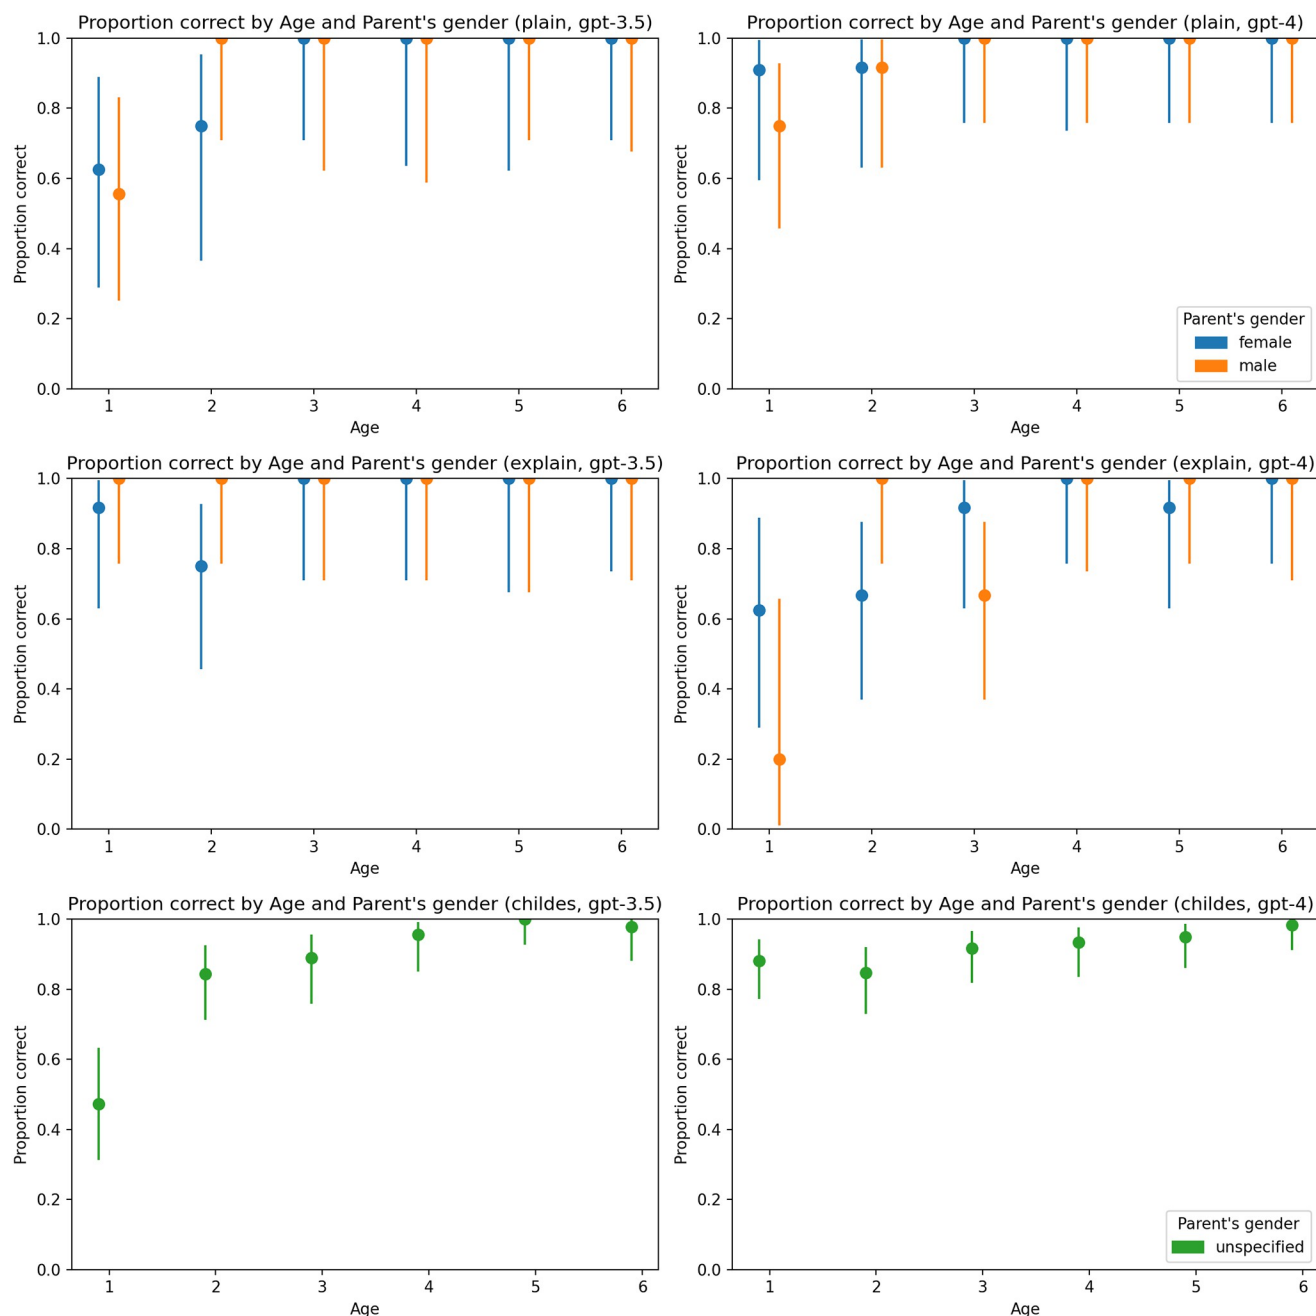 Proportion correct by Age and Parent's gender (plain, gpt-3.5)
1.0
0.8
0.6
0.4
0.2
0.0
Proportion correct
1 2 3 4 5 6
Age
Proportion correct by Age and Parent's gender (plain, gpt-4)
1.0
0.8
0.6
0.4
0.2
0.0
Proportion correct
Parent's gender
female
male
1 2 3 4 5 6
Age
Proportion correct by Age and Parent's gender (explain, gpt-3.5)
1.0
0.8
0.6
0.4
0.2
0.0
Proportion correct
1 2 3 4 5 6
Age
Proportion correct by Age and Parent's gender (explain, gpt-4)
1.0
0.8
0.6
0.4
0.2
0.0
Proportion correct
1 2 3 4 5 6
Age
Proportion correct by Age and Parent's gender (childes, gpt-3.5)
1.0
0.8
0.6
0.4
0.2
0.0
Proportion correct
1 2 3 4 5 6
Age
Proportion correct by Age and Parent's gender (childes, gpt-4)
1.0
0.8
0.6
0.4
0.2
0.0
Proportion correct
Parent's gender
unspecified
1 2 3 4 5 6
Age